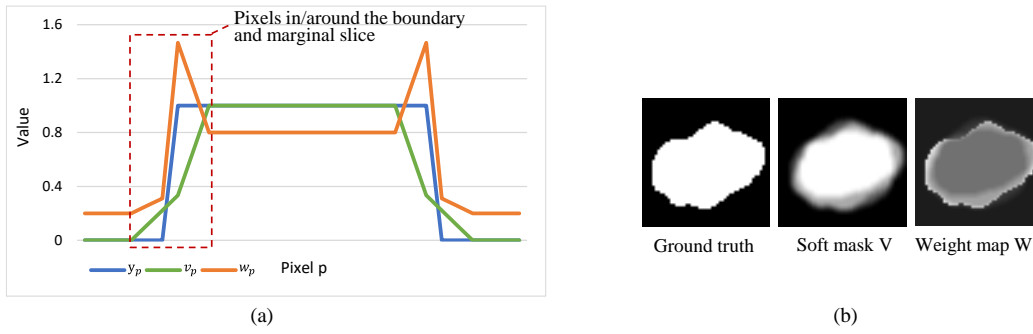 Pixels in/around the boundary
and marginal slice
1.6
1.2
0.8
0.4
0
Value
y_p v_p w_p Pixel p
(a)
Ground truth Soft mask V Weight map W
(b)